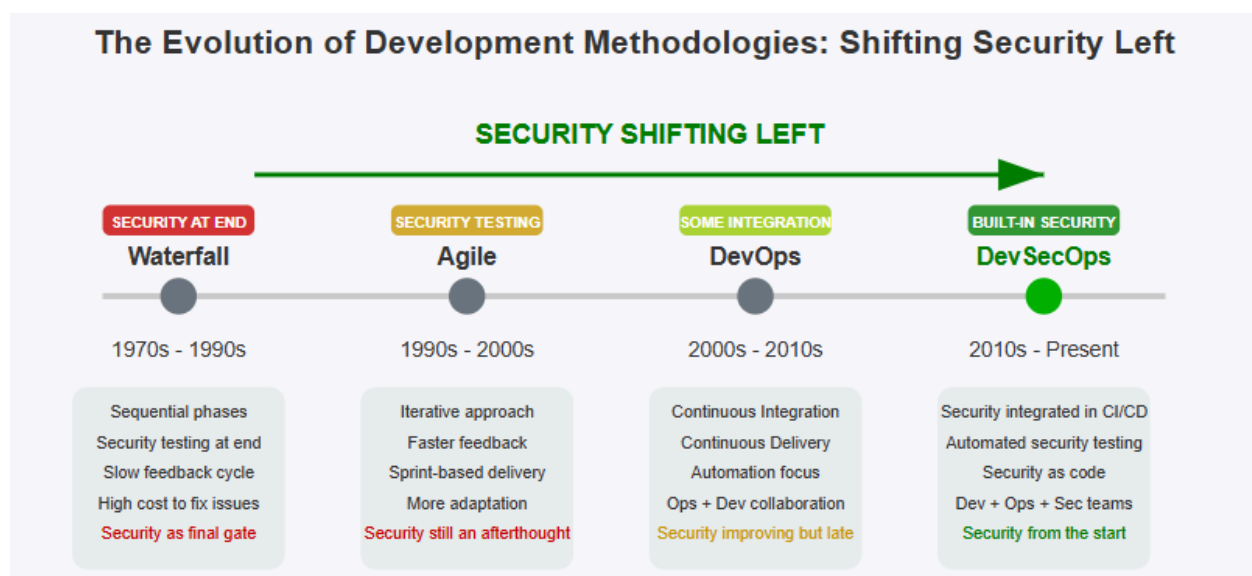 The Evolution of Development Methodologies: Shifting Security Left
SECURITY SHIFTING LEFT
SECURITY AT END
Waterfall
1970s - 1990s
Sequential phases
Security testing at end
Slow feedback cycle
High cost to fix issues
Security as final gate
SECURITY TESTING
Agile
1990s - 2000s
Iterative approach
Faster feedback
Sprint-based delivery
More adaptation
Security still an afterthought
SOME INTEGRATION
DevOps
2000s - 2010s
Continuous Integration
Continuous Delivery
Automation focus
Ops + Dev collaboration
Security improving but late
BUILT-IN SECURITY
DevSecOps
2010s - Present
Security integrated in CI/CD
Automated security testing
Security as code
Dev + Ops + Sec teams
Security from the start